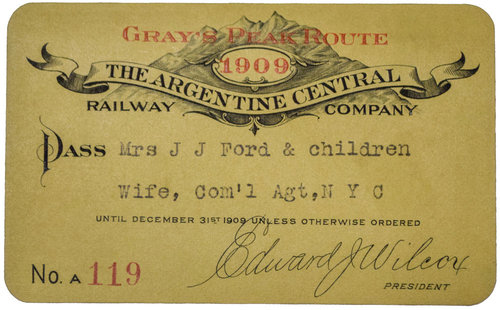 GRAY'S PEAK ROUTE
1909
THE ARGENTINE CENTRAL
RAILWAY COMPANY
PASS Mrs J J Ford & children
Wife, Com'l Agt, N Y C
UNTIL DECEMBER 31ST 1909 UNLESS OTHERWISE ORDERED
Edward J Wilcox
No. A 119 PRESIDENT